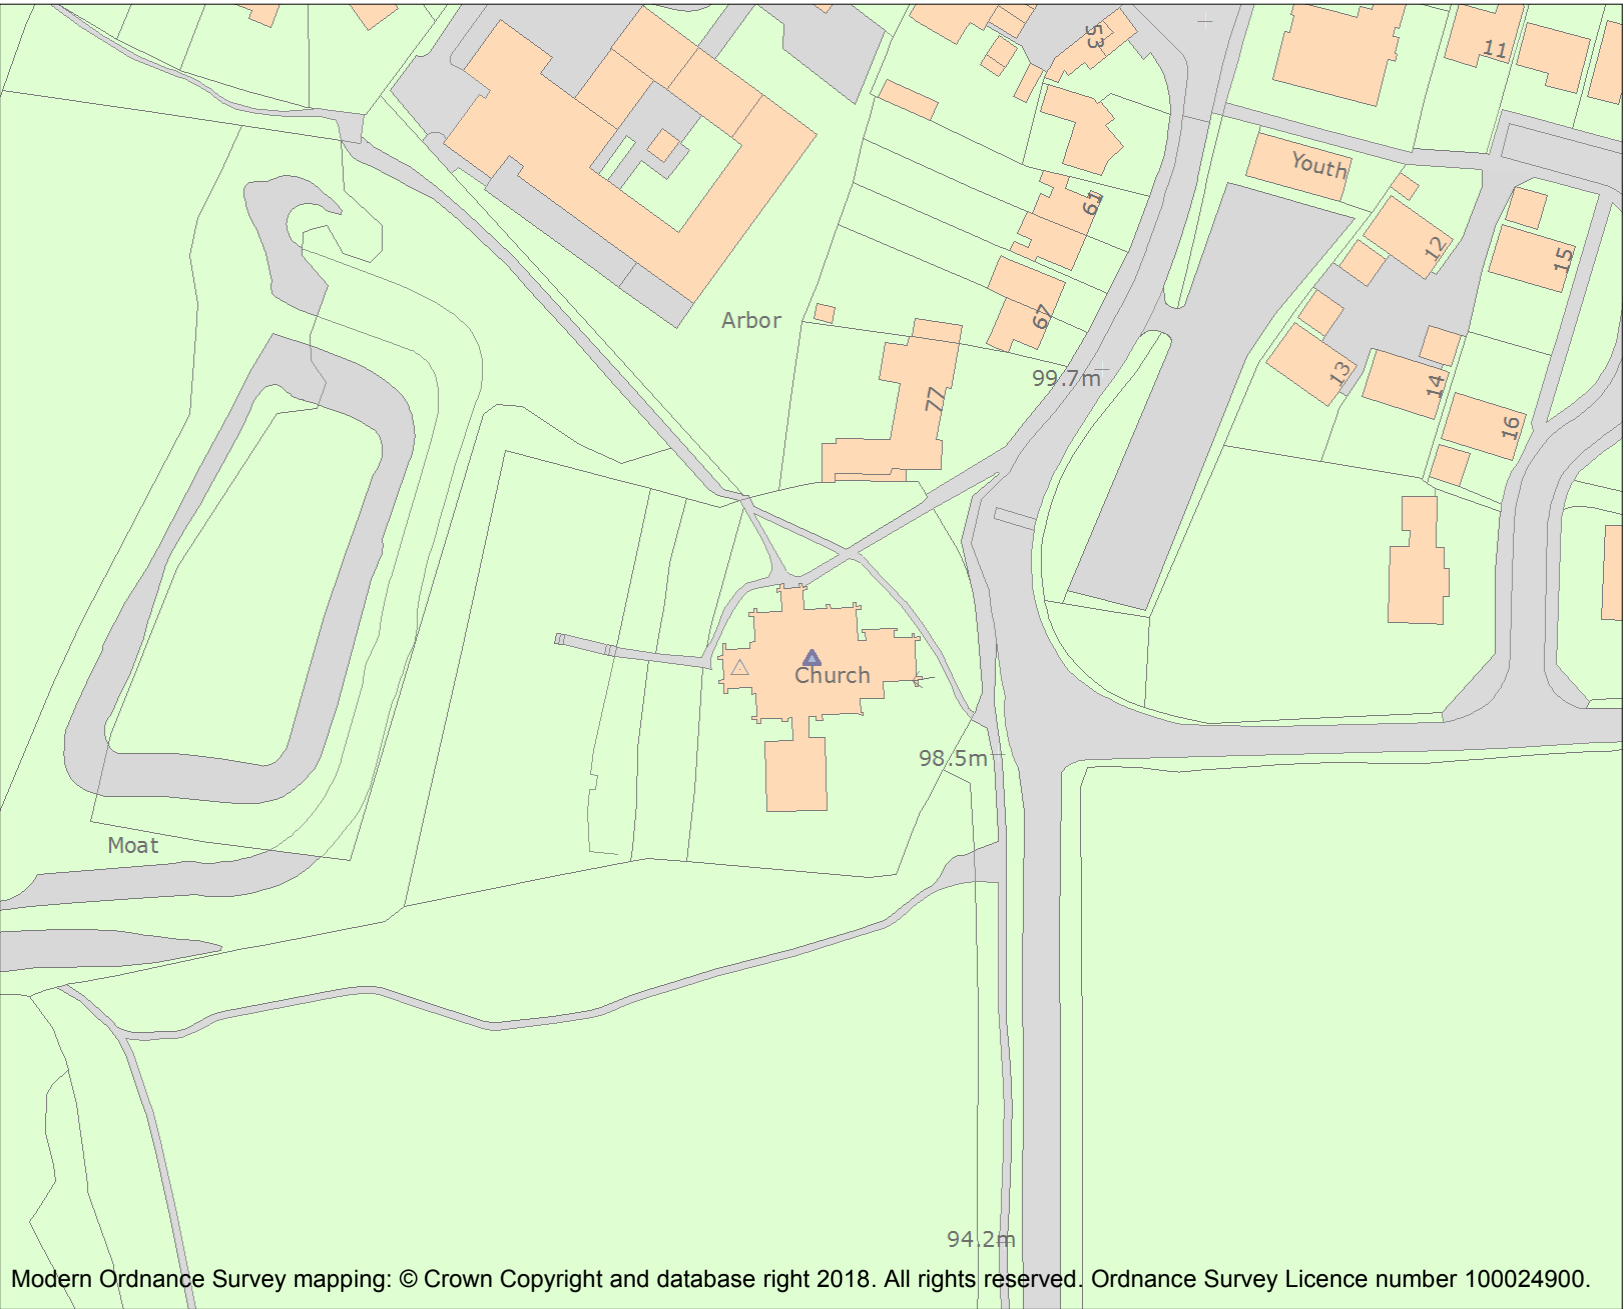 53
11
Youth
61
12
15
Arbor
67
99.7m
13
14
77
16
Church
98.5m
Moat
94.2m
Modern Ordnance Survey mapping: © Crown Copyright and database right 2018. All rights reserved. Ordnance Survey Licence number 100024900.